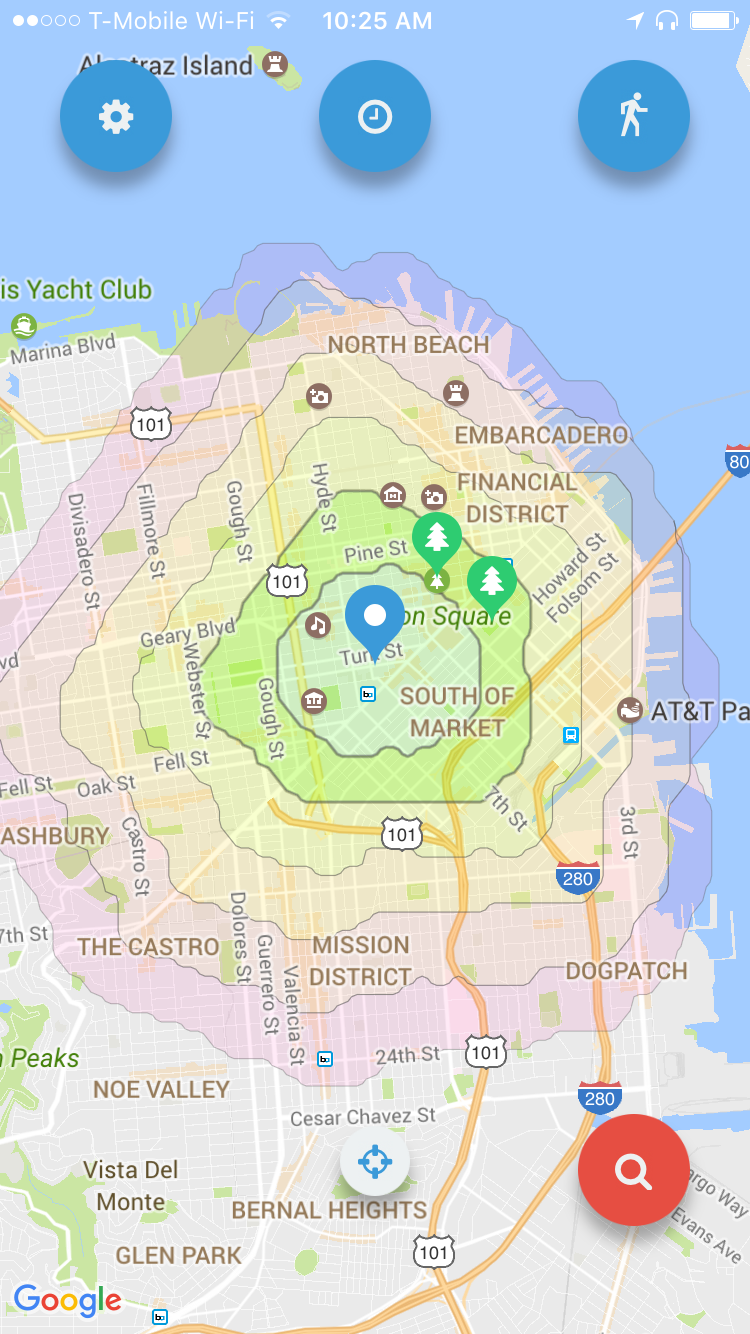 T-Mobile Wi-Fi 10:25 AM
Alcatraz Island
is Yacht Club
Marina Blvd
NORTH BEACH
101
EMBARCADERO
80
FINANCIAL
DISTRICT
Hyde St
Gough St
Fillmore St
Divisadero St
Pine St
Howard St
Folsom St
101
on Square
Geary Blvd
vd
Turk St
Webster St
Gough St
SOUTH OF
MARKET
AT&T Pa
Fell St
Fell St
Oak St
7th St
101
3rd St
ASHBURY
Castro St
280
7th St
THE CASTRO
Dolores St
Guerrero St
Valencia St
MISSION
DISTRICT
DOGPATCH
n Peaks
24th St
101
NOE VALLEY
280
Cesar Chavez St
Vista Del
Monte
argo Way
Evans Ave
BERNAL HEIGHTS
GLEN PARK
101
Google